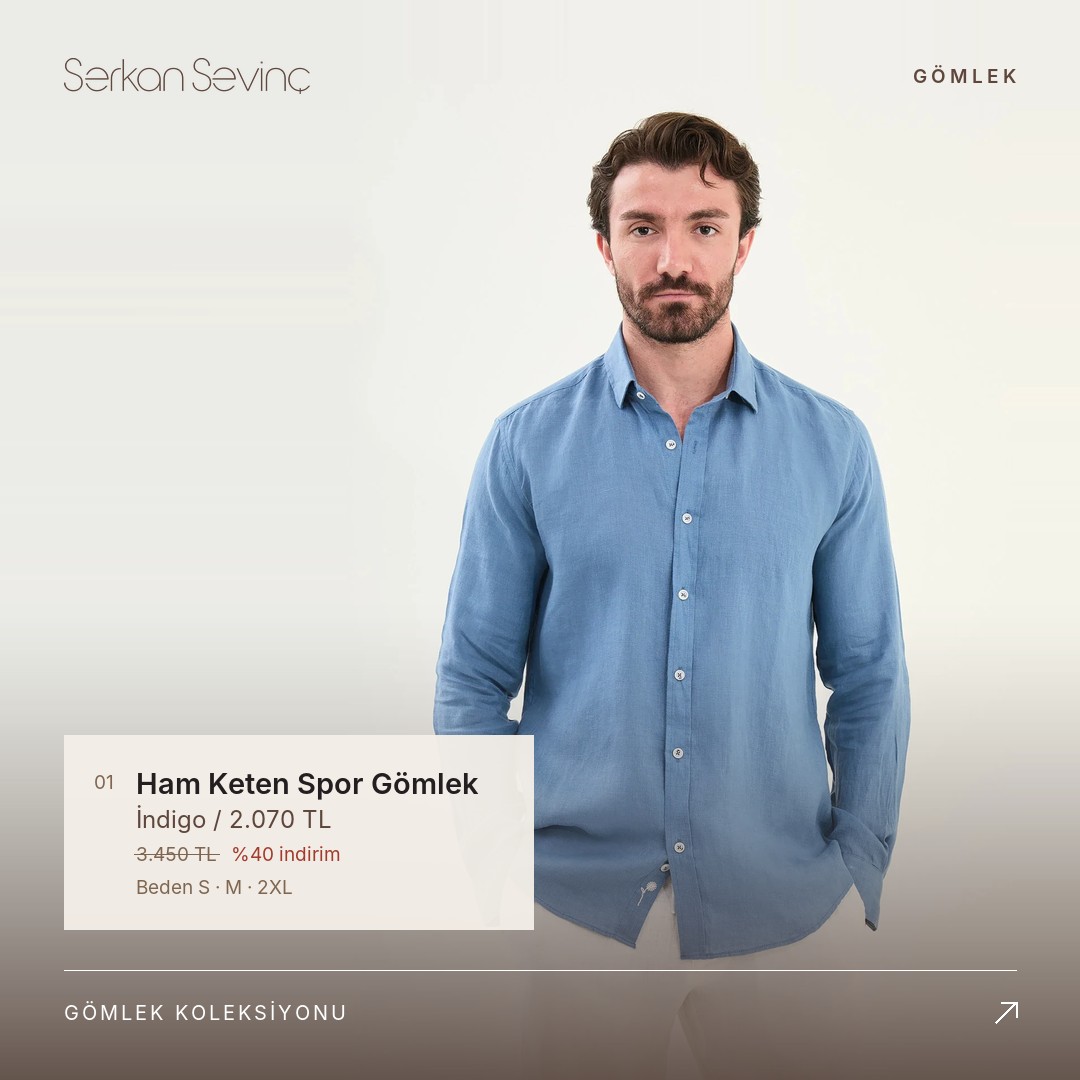 Serkan Sevinç
GÖMLEK
01
Ham Keten Spor Gömlek
İndigo / 2.070 TL
3.450 TL %40 indirim
Beden S · M · 2XL
GÖMLEK KOLEKSİYONU